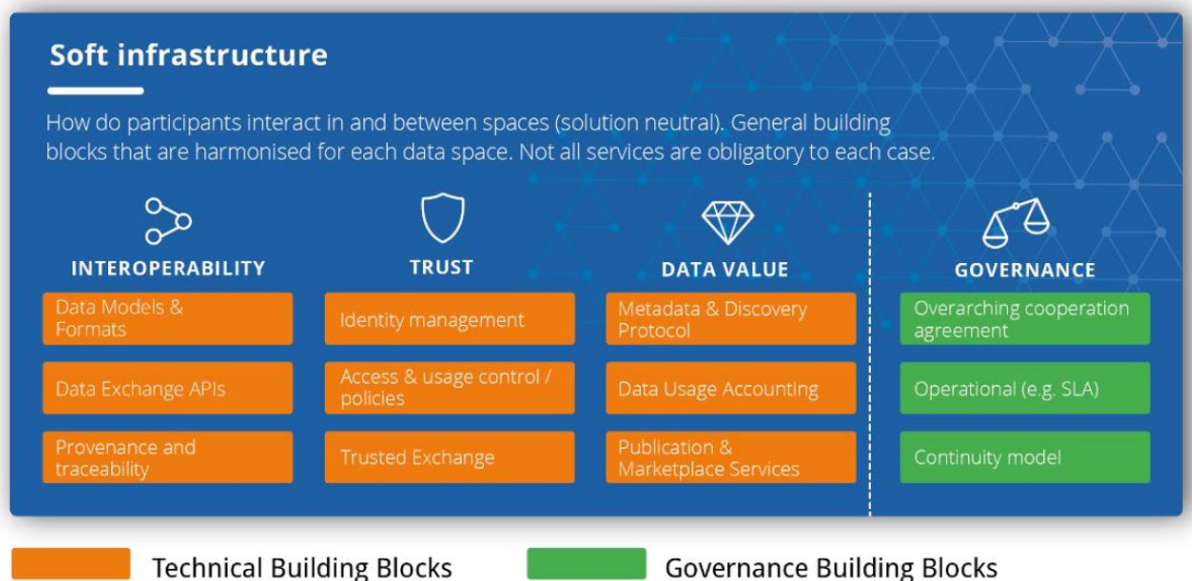 Soft infrastructure
How do participants interact in and between spaces (solution neutral). General building
blocks that are harmonised for each data space. Not all services are obligatory to each case.
INTEROPERABILITY
Data Models &
Formats
Data Exchange APIs
Provenance and
traceability
TRUST
Identity management
Access & usage control /
policies
Trusted Exchange
DATA VALUE
Metadata & Discovery
Protocol
Data Usage Accounting
Publication &
Marketplace Services
GOVERNANCE
Overarching cooperation
agreement
Operational (e.g. SLA)
Continuity model
Technical Building Blocks
Governance Building Blocks